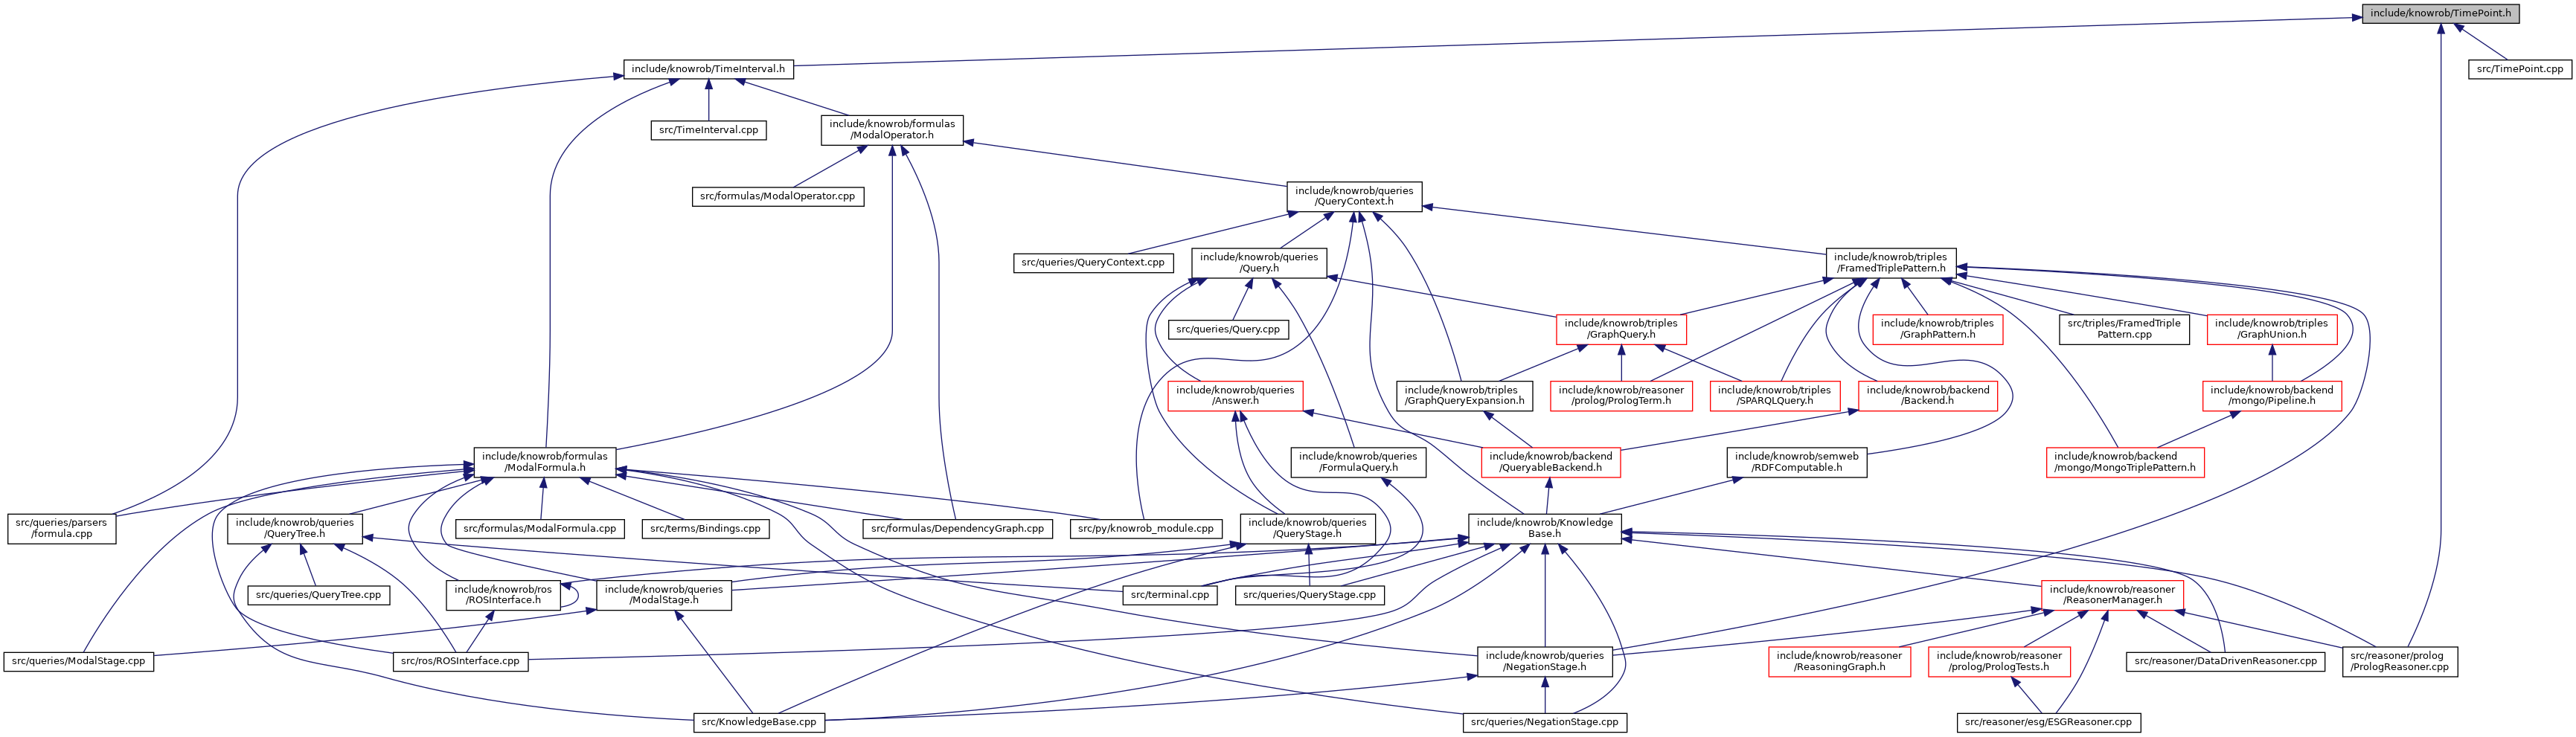 include/knowrob/TimePoint.h
include/knowrob/TimeInterval.h
src/TimePoint.cpp
src/TimeInterval.cpp
include/knowrob/formulas
/ModalOperator.h
src/formulas/ModalOperator.cpp
include/knowrob/queries
/QueryContext.h
src/queries/QueryContext.cpp
include/knowrob/queries
/Query.h
include/knowrob/triples
/FramedTriplePattern.h
src/queries/Query.cpp
include/knowrob/triples
/GraphQuery.h
include/knowrob/triples
/GraphPattern.h
src/triples/FramedTriple
Pattern.cpp
include/knowrob/triples
/GraphUnion.h
include/knowrob/queries
/Answer.h
include/knowrob/triples
/GraphQueryExpansion.h
include/knowrob/reasoner
/prolog/PrologTerm.h
include/knowrob/triples
/SPARQLQuery.h
include/knowrob/backend
/Backend.h
include/knowrob/backend
/mongo/Pipeline.h
include/knowrob/formulas
/ModalFormula.h
include/knowrob/queries
/FormulaQuery.h
include/knowrob/backend
/QueryableBackend.h
include/knowrob/semweb
/RDFComputable.h
include/knowrob/backend
/mongo/MongoTriplePattern.h
src/queries/parsers
/formula.cpp
include/knowrob/queries
/QueryTree.h
src/formulas/ModalFormula.cpp
src/terms/Bindings.cpp
src/formulas/DependencyGraph.cpp
src/py/knowrob_module.cpp
include/knowrob/queries
/QueryStage.h
include/knowrob/Knowledge
Base.h
src/queries/QueryTree.cpp
include/knowrob/ros
/ROSInterface.h
include/knowrob/queries
/ModalStage.h
src/terminal.cpp
src/queries/QueryStage.cpp
include/knowrob/reasoner
/ReasonerManager.h
src/queries/ModalStage.cpp
src/ros/ROSInterface.cpp
include/knowrob/queries
/NegationStage.h
include/knowrob/reasoner
/ReasoningGraph.h
include/knowrob/reasoner
/prolog/PrologTests.h
src/reasoner/DataDrivenReasoner.cpp
src/reasoner/prolog
/PrologReasoner.cpp
src/KnowledgeBase.cpp
src/queries/NegationStage.cpp
src/reasoner/esg/ESGReasoner.cpp